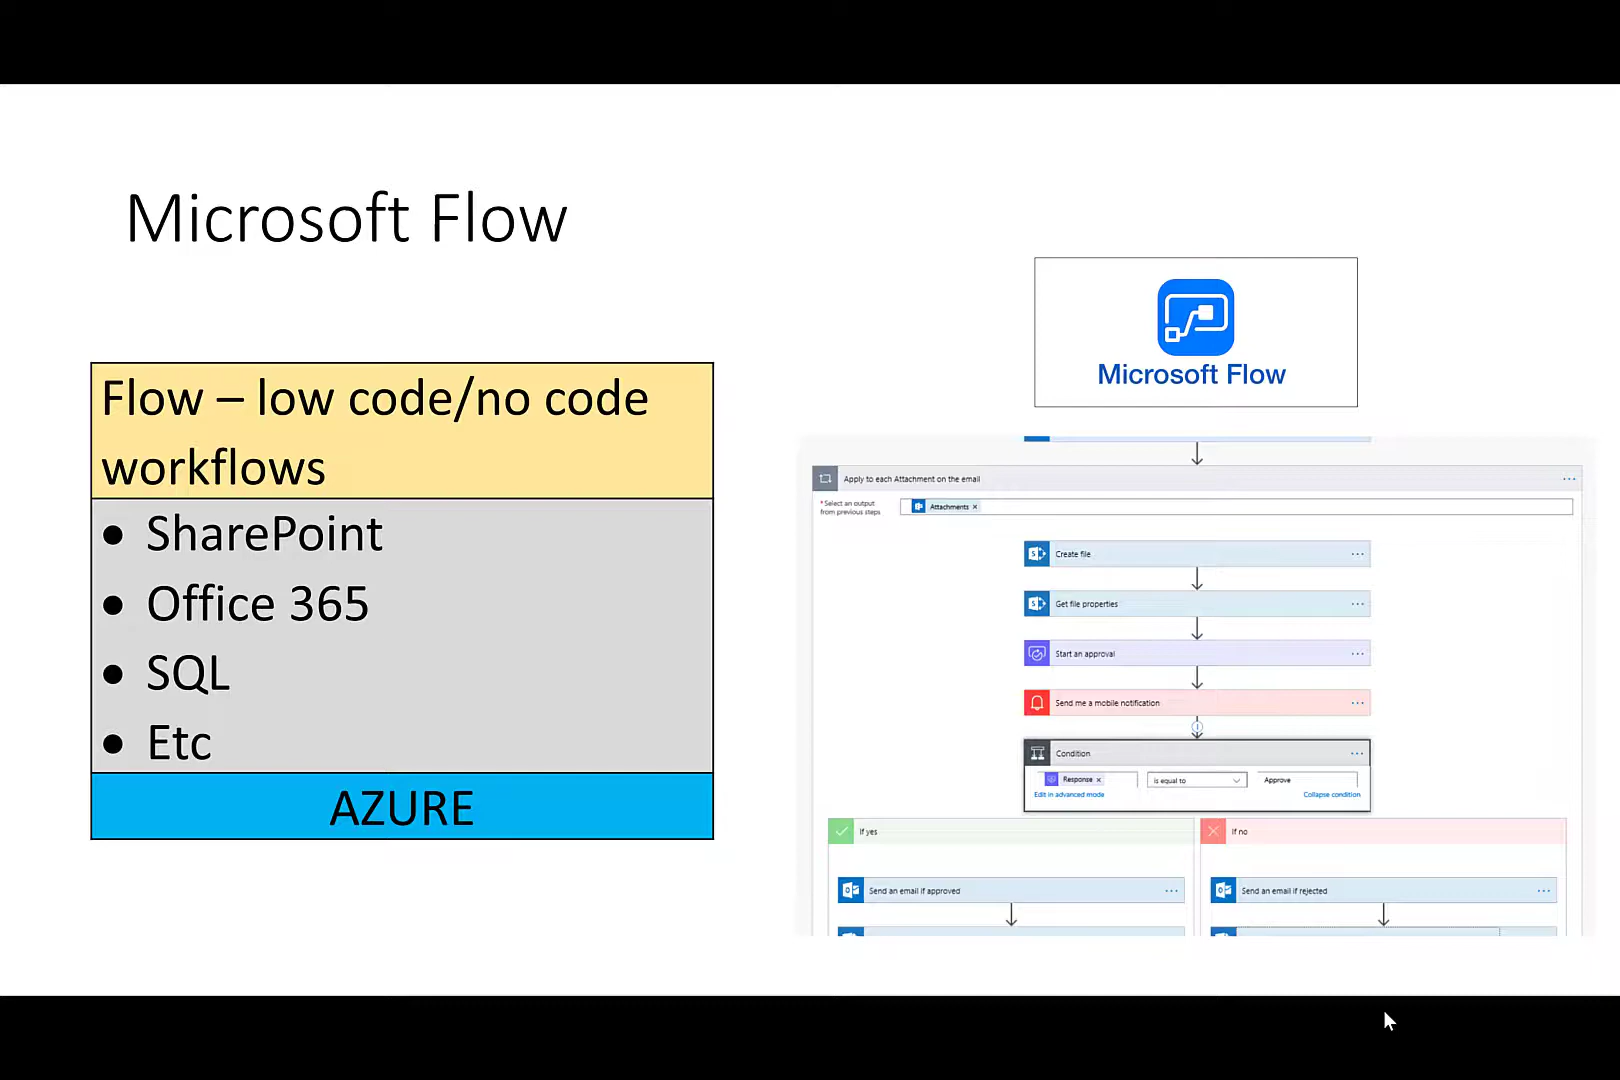 Microsoft Flow
Flow – low code/no code
workflows
• SharePoint
• Office 365
• SQL
• Etc
AZURE
Microsoft Flow
Apply to each Attachment on the email
* Select an output
from previous steps
Attachments ×
Create file
Get file properties
Start an approval
Send me a mobile notification
Condition
Response ×
is equal to
Approve
Edit in advanced mode
Collapse condition
If yes
If no
Send an email if approved
Send an email if rejected